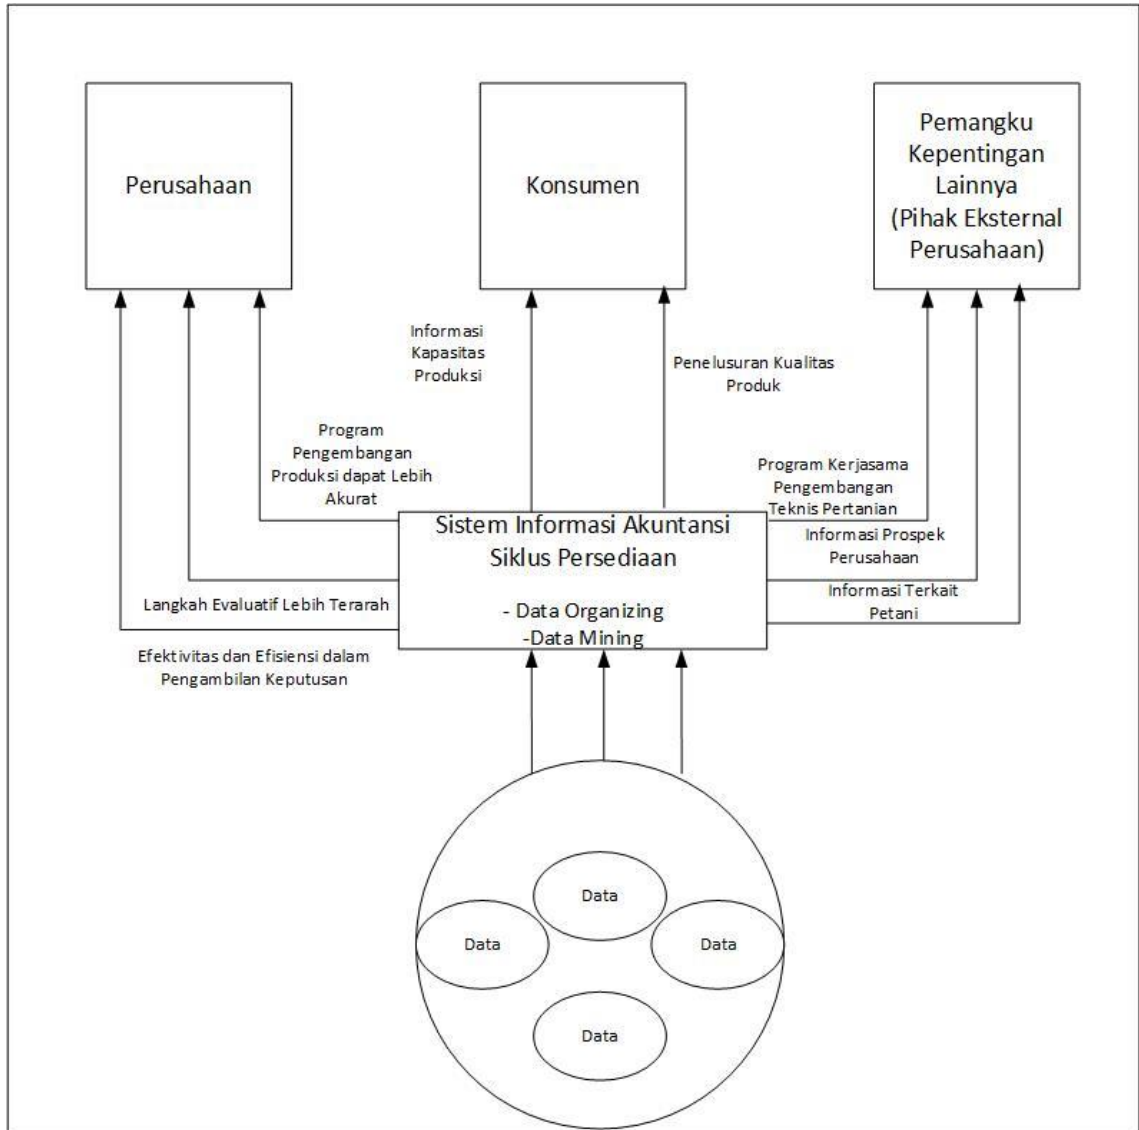 Perusahaan
Konsumen
Pemangku
Kepentingan
Lainnya
(Pihak Eksternal
Perusahaan)
Informasi
Kapasitas
Produksi
Penelusuran Kualitas
Produk
Program
Pengembangan
Produksi dapat Lebih
Akurat
Program Kerjasama
Pengembangan
Teknis Pertanian
Sistem Informasi Akuntansi
Siklus Persediaan
- Data Organizing
-Data Mining
Informasi Prospek
Perusahaan
Informasi Terkait
Petani
Langkah Evaluatif Lebih Terarah
Efektivitas dan Efisiensi dalam
Pengambilan Keputusan
Data
Data
Data
Data